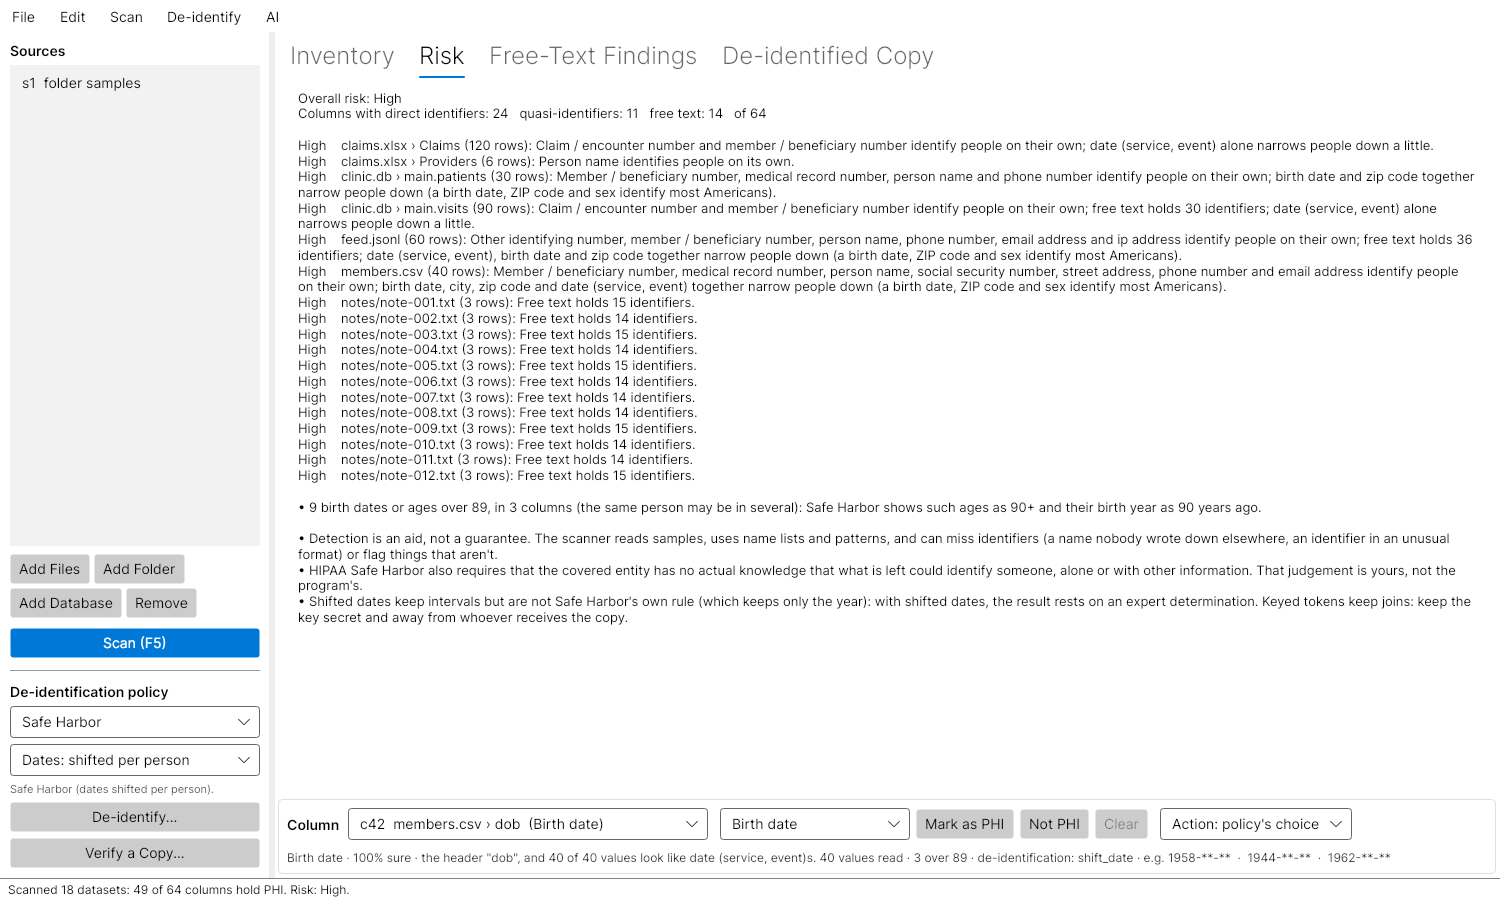 File Edit Scan De-identify AI
Sources
s1 folder samples
Add Files Add Folder
Add Database Remove
Scan (F5)
De-identification policy
Safe Harbor
Dates: shifted per person
Safe Harbor (dates shifted per person).
De-identify...
Verify a Copy...
Inventory Risk Free-Text Findings De-identified Copy
Overall risk: High
Columns with direct identifiers: 24 quasi-identifiers: 11 free text: 14 of 64
High claims.xlsx › Claims (120 rows): Claim / encounter number and member / beneficiary number identify people on their own; date (service, event) alone narrows people down a little.
High claims.xlsx › Providers (6 rows): Person name identifies people on its own.
High clinic.db › main.patients (30 rows): Member / beneficiary number, medical record number, person name and phone number identify people on their own; birth date and zip code together
narrow people down (a birth date, ZIP code and sex identify most Americans).
High clinic.db › main.visits (90 rows): Claim / encounter number and member / beneficiary number identify people on their own; free text holds 30 identifiers; date (service, event) alone
narrows people down a little.
High feed.jsonl (60 rows): Other identifying number, member / beneficiary number, person name, phone number, email address and ip address identify people on their own; free text holds 36
identifiers; date (service, event), birth date and zip code together narrow people down (a birth date, ZIP code and sex identify most Americans).
High members.csv (40 rows): Member / beneficiary number, medical record number, person name, social security number, street address, phone number and email address identify people
on their own; birth date, city, zip code and date (service, event) together narrow people down (a birth date, ZIP code and sex identify most Americans).
High notes/note-001.txt (3 rows): Free text holds 15 identifiers.
High notes/note-002.txt (3 rows): Free text holds 14 identifiers.
High notes/note-003.txt (3 rows): Free text holds 15 identifiers.
High notes/note-004.txt (3 rows): Free text holds 14 identifiers.
High notes/note-005.txt (3 rows): Free text holds 15 identifiers.
High notes/note-006.txt (3 rows): Free text holds 14 identifiers.
High notes/note-007.txt (3 rows): Free text holds 14 identifiers.
High notes/note-008.txt (3 rows): Free text holds 14 identifiers.
High notes/note-009.txt (3 rows): Free text holds 15 identifiers.
High notes/note-010.txt (3 rows): Free text holds 14 identifiers.
High notes/note-011.txt (3 rows): Free text holds 14 identifiers.
High notes/note-012.txt (3 rows): Free text holds 15 identifiers.
• 9 birth dates or ages over 89, in 3 columns (the same person may be in several): Safe Harbor shows such ages as 90+ and their birth year as 90 years ago.
• Detection is an aid, not a guarantee. The scanner reads samples, uses name lists and patterns, and can miss identifiers (a name nobody wrote down elsewhere, an identifier in an unusual
format) or flag things that aren't.
• HIPAA Safe Harbor also requires that the covered entity has no actual knowledge that what is left could identify someone, alone or with other information. That judgement is yours, not the
program's.
• Shifted dates keep intervals but are not Safe Harbor's own rule (which keeps only the year): with shifted dates, the result rests on an expert determination. Keyed tokens keep joins: keep the
key secret and away from whoever receives the copy.
Column c42 members.csv › dob (Birth date) Birth date Mark as PHI Not PHI Clear Action: policy's choice
Birth date · 100% sure · the header "dob", and 40 of 40 values look like date (service, event)s. 40 values read · 3 over 89 · de-identification: shift_date · e.g. 1958-**-** · 1944-**-** · 1962-**-**
Scanned 18 datasets: 49 of 64 columns hold PHI. Risk: High.